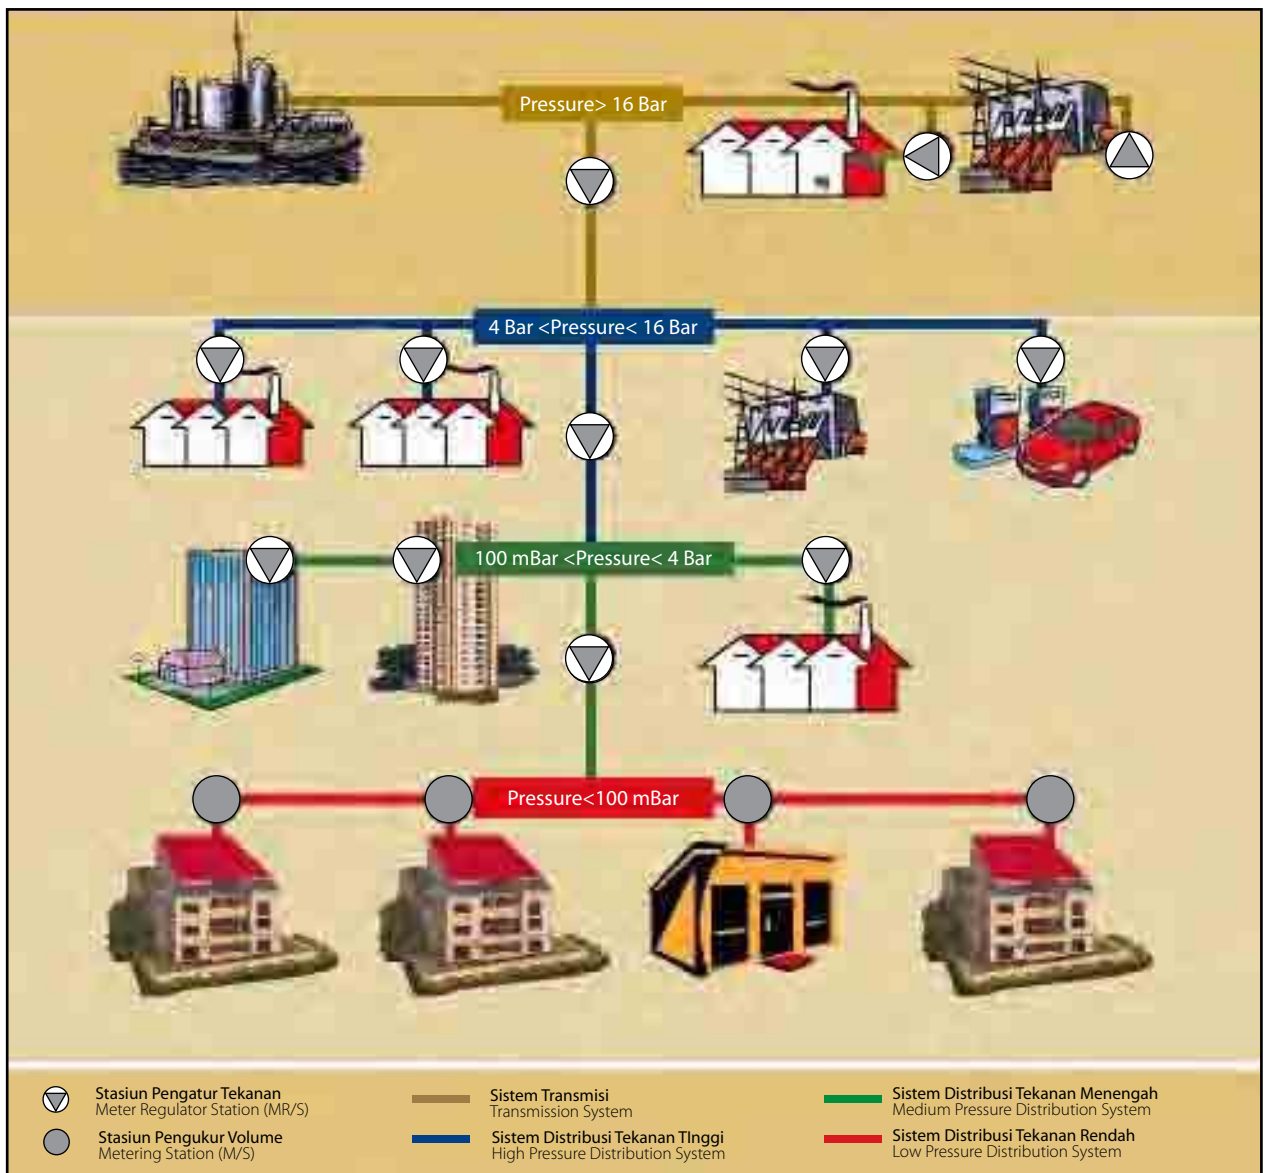 Pressure> 16 Bar
4 Bar <Pressure< 16 Bar
100 mBar <Pressure< 4 Bar
Pressure<100 mBar
Stasiun Pengatur Tekanan
Meter Regulator Station (MR/S)
Stasiun Pengukur Volume
Metering Station (M/S)
Sistem Transmisi
Transmission System
Sistem Distribusi Tekanan TInggi
High Pressure Distribution System
Sistem Distribusi Tekanan Menengah
Medium Pressure Distribution System
Sistem Distribusi Tekanan Rendah
Low Pressure Distribution System